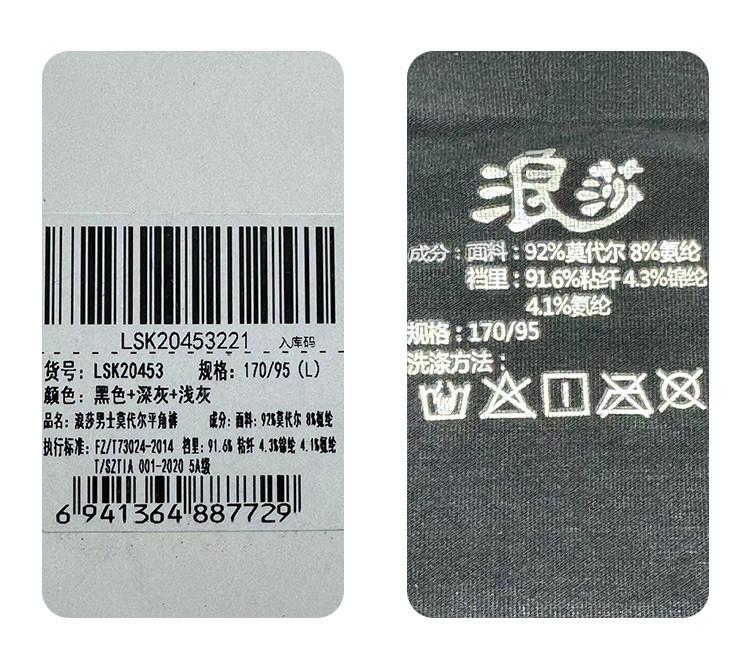 LSK20453221 入库码
货号: LSK20453 规格: 170/95 (L)
颜色: 黑色+深灰+浅灰
品名: 浪莎男士莫代尔平角裤 成分: 面料: 92%莫代尔 8%氨纶
执行标准: FZ/T73024-2014 裆里: 91.6% 粘纤 4.3%锦纶 4.1%氨纶
T/SZTIA 001-2020 5A级
6 941364 887729
浪莎
成分：面料：92%莫代尔 8%氨纶
裆里：91.6%粘纤 4.3%锦纶
4.1%氨纶
规格：170/95
洗涤方法：